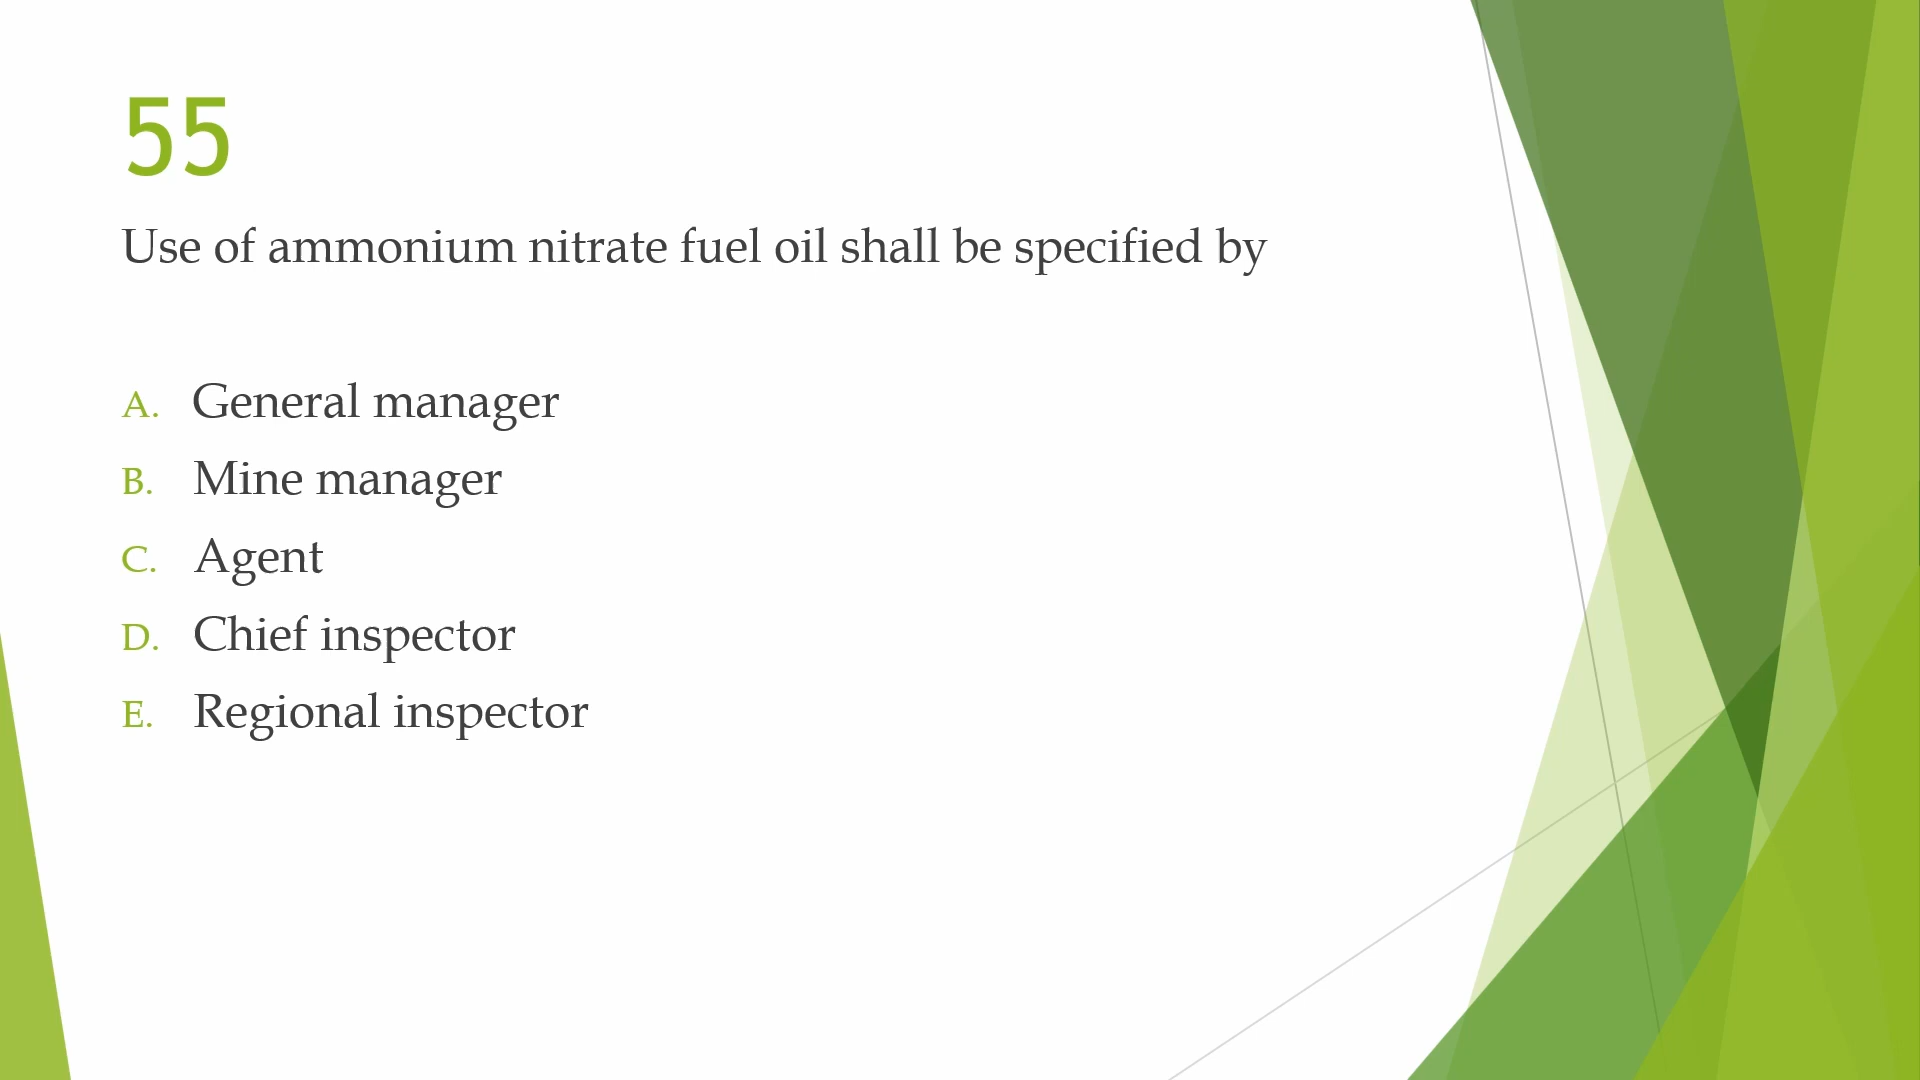 55
Use of ammonium nitrate fuel oil shall be specified by
A. General manager
B. Mine manager
C. Agent
D. Chief inspector
E. Regional inspector